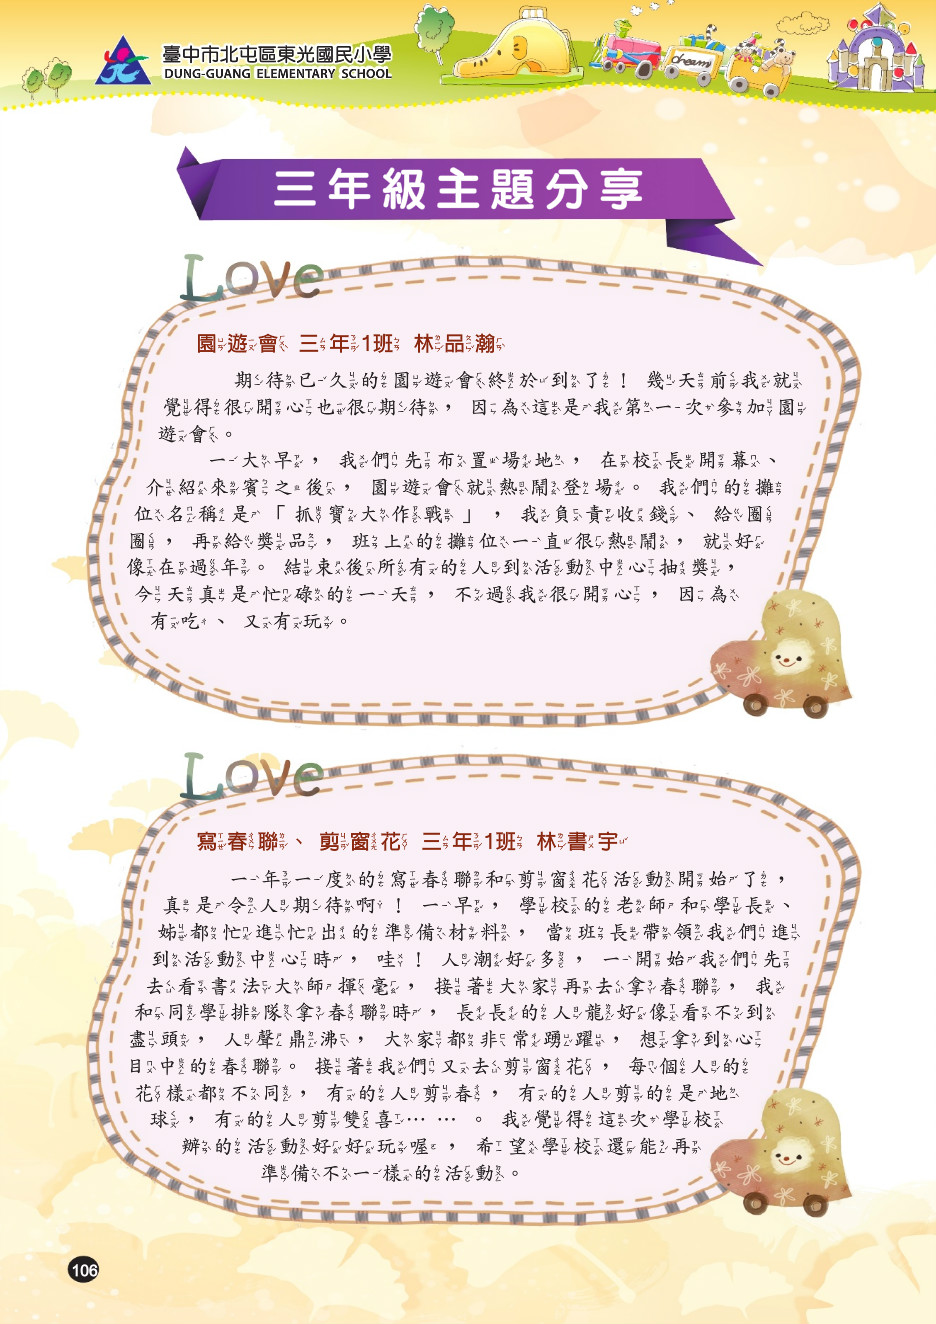 臺中市北屯區東光國民小學
DUNG-GUANG ELEMENTARY SCHOOL
dream
三年級主題分享
Love
園遊會 三年1班 林品瀚
期待已久的園遊會終於到了！幾天前我就
覺得很開心也很期待，因為這是我第一次參加園
遊會。
一大早，我們先布置場地，在校長開幕、
介紹來賓之後，園遊會就熱鬧登場。我們的攤
位名稱是「抓寶大作戰」，我負責收錢、給圈
圈，再給獎品，班上的攤位一直很熱鬧，就好
像在過年。結束後所有的人到活動中心抽獎，
今天真是忙碌的一天，不過我很開心，因為
有吃、又有玩。
Love
寫春聯、剪窗花 三年1班 林書宇
一年一度的寫春聯和剪窗花活動開始了，
真是令人期待啊！一早，學校的老師和學長、
姊都忙進忙出的準備材料，當班長帶領我們進
到活動中心時，哇！人潮好多，一開始我們先
去看書法大師揮毫，接著大家再去拿春聯，我
和同學排隊拿春聯時，長長的人龍好像看不到
盡頭，人聲鼎沸，大家都非常踴躍，想拿到心
目中的春聯。接著我們又去剪窗花，每個人的
花樣都不同，有的人剪春，有的人剪的是地
球，有的人剪雙喜……。我覺得這次學校
辦的活動好好玩喔，希望學校還能再
準備不一樣的活動。
106